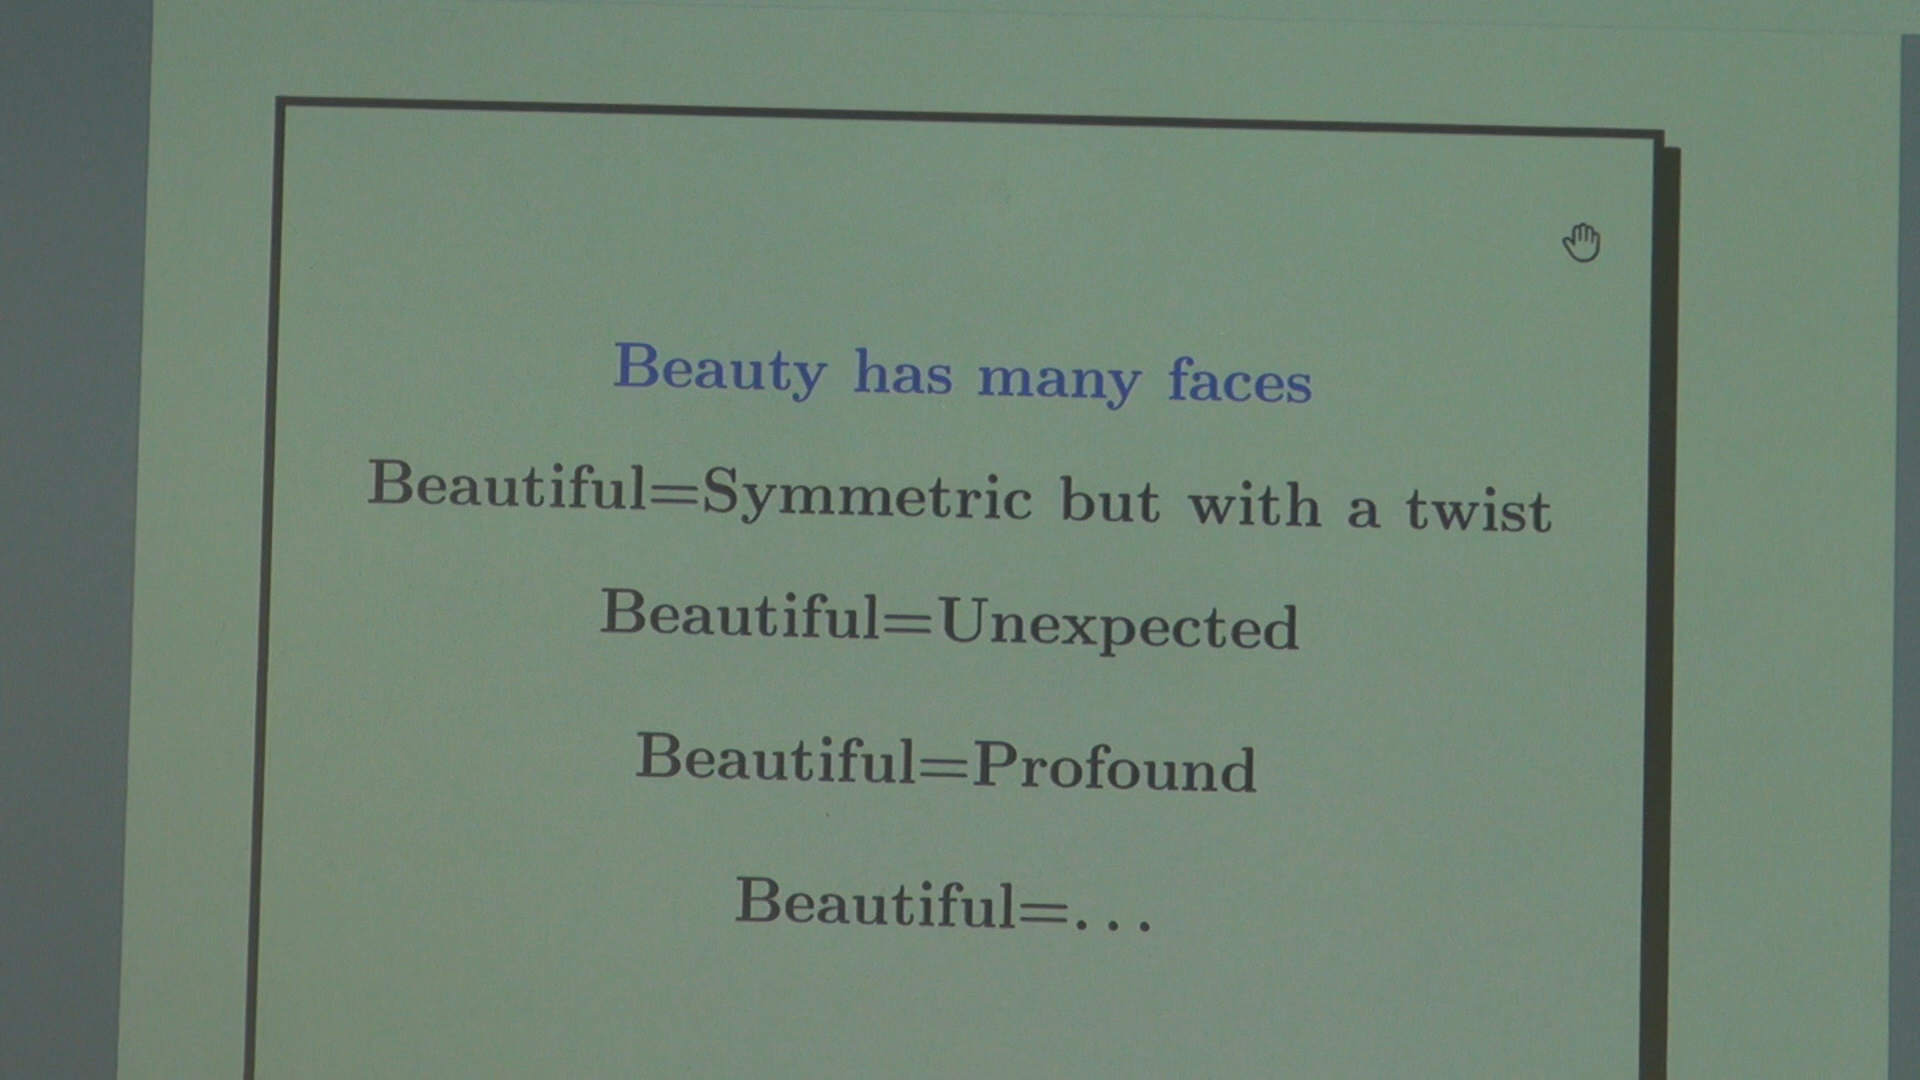 Beauty has many faces
Beautiful=Symmetric but with a twist
Beautiful=Unexpected
Beautiful=Profound
Beautiful=...